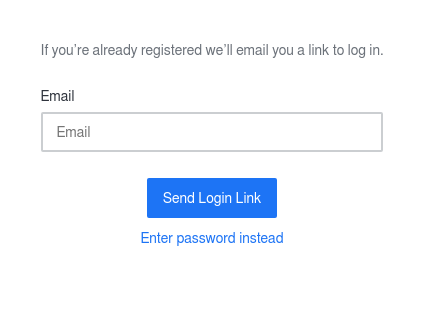 If you’re already registered we’ll email you a link to log in.
Email
Email
Send Login Link
Enter password instead